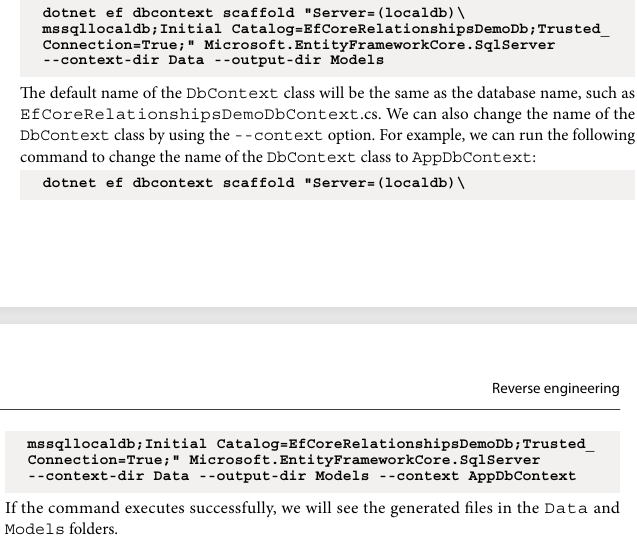 dotnet ef dbcontext scaffold "Server=(localdb)\
mssqllocaldb;Initial Catalog=EfCoreRelationshipsDemoDb;Trusted_
Connection=True;" Microsoft.EntityFrameworkCore.SqlServer
--context-dir Data --output-dir Models
The default name of the DbContext class will be the same as the database name, such as
EfCoreRelationshipsDemoDbContext.cs. We can also change the name of the
DbContext class by using the --context option. For example, we can run the following
command to change the name of the DbContext class to AppDbContext:
dotnet ef dbcontext scaffold "Server=(localdb)\
Reverse engineering
mssqllocaldb;Initial Catalog=EfCoreRelationshipsDemoDb;Trusted_
Connection=True;" Microsoft.EntityFrameworkCore.SqlServer
--context-dir Data --output-dir Models --context AppDbContext
If the command executes successfully, we will see the generated files in the Data and
Models folders.